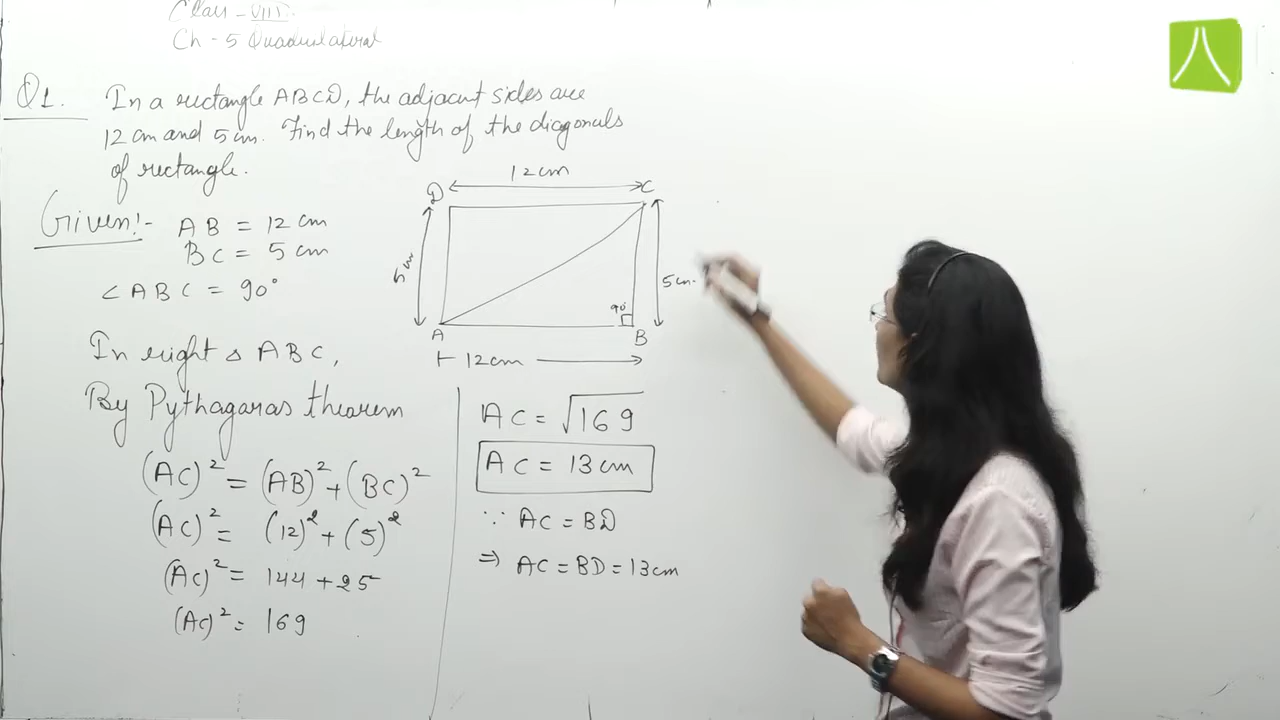 Class - VIII.
Ch - 5 Quadrilateral
Q1. In a rectangle ABCD, the adjacent sides are
12 cm and 5 cm. Find the length of the diagonals
of rectangle.
Given:- AB = 12 cm
BC = 5 cm
∠ABC = 90°
In right △ ABC,
By Pythagaras thearem
(AC)² = (AB)² + (BC)²
(AC)² = (12)² + (5)²
(AC)² = 144 + 25
(AC)² = 169
12 cm
D C
5 cm
5 cm.
90°
A B
12 cm
AC = √169
AC = 13 cm
∵ AC = BD
⇒ AC = BD = 13 cm